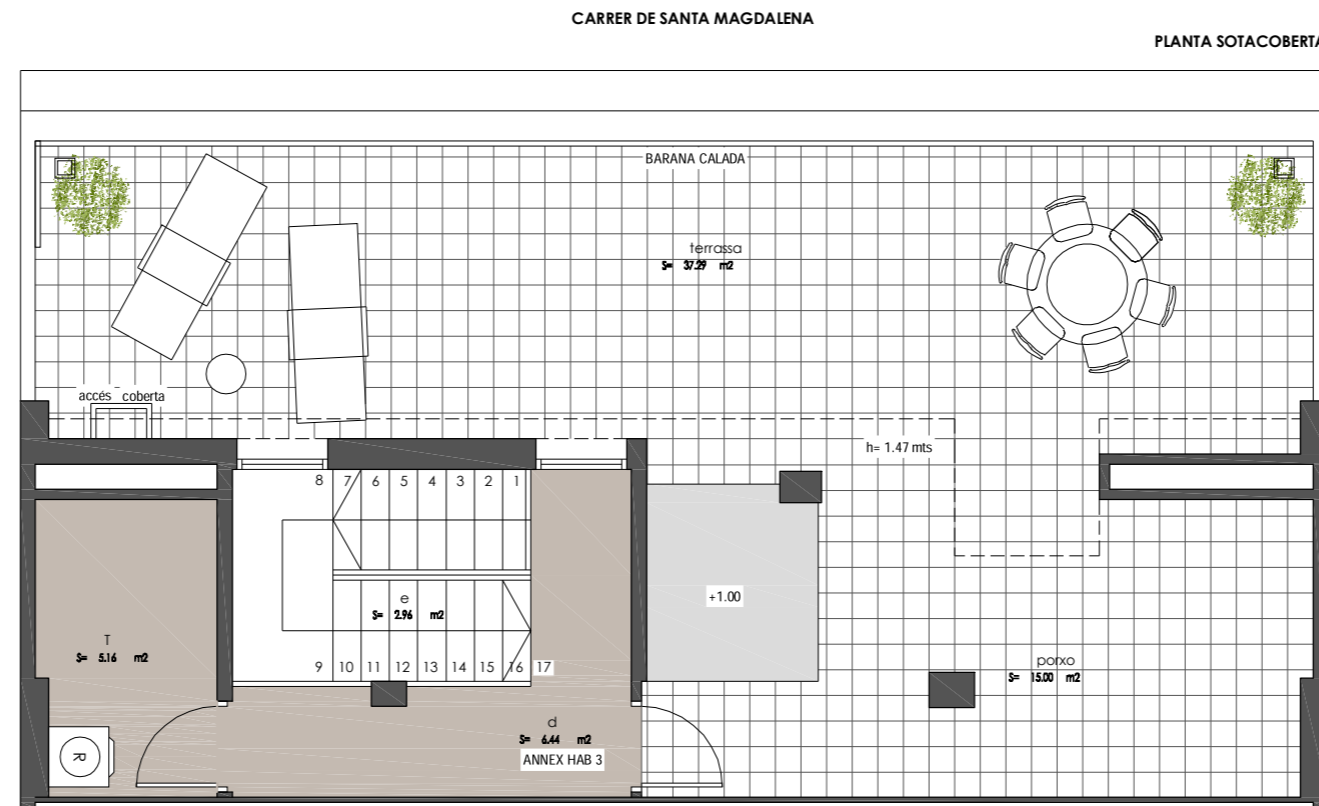 CARRER DE SANTA MAGDALENA
PLANTA SOTACOBERTA
BARANA CALADA
terrassa
S= 37.29 m2
accés coberta
h= 1.47 mts
8 7 6 5 4 3 2 1
+1.00
e
S= 2.96 m2
T
S= 5.16 m2
9 10 11 12 13 14 15 16 17
porxo
S= 15.00 m2
d
S= 6.44 m2
ANNEX HAB 3
R